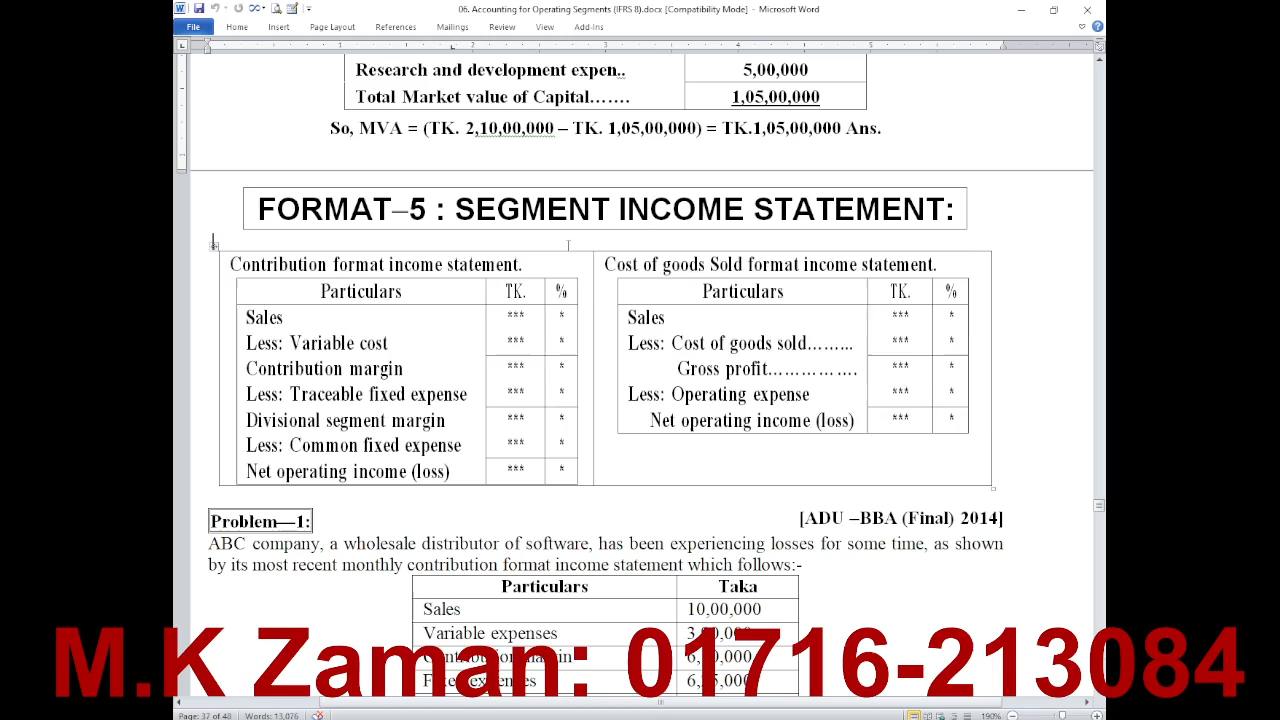 06. Accounting for Operating Segments (IFRS 8).docx [Compatibility Mode] - Microsoft Word
File Home Insert Page Layout References Mailings Review View Add-Ins
Research and development expen.. 5,00,000
Total Market value of Capital……. 1,05,00,000
So, MVA = (TK. 2,10,00,000 – TK. 1,05,00,000) = TK.1,05,00,000 Ans.
FORMAT–5 : SEGMENT INCOME STATEMENT:
Contribution format income statement.
Particulars TK. %
Sales *** *
Less: Variable cost *** *
Contribution margin *** *
Less: Traceable fixed expense *** *
Divisional segment margin *** *
Less: Common fixed expense *** *
Net operating income (loss) *** *
Cost of goods Sold format income statement.
Particulars TK. %
Sales *** *
Less: Cost of goods sold…….. *** *
Gross profit……………. *** *
Less: Operating expense *** *
Net operating income (loss) *** *
Problem—1: [ADU –BBA (Final) 2014]
ABC company, a wholesale distributor of software, has been experiencing losses for some time, as shown
by its most recent monthly contribution format income statement which follows:-
Particulars Taka
Sales 10,00,000
Variable expenses
Contribution margin
Fixed expenses
M.K Zaman: 01716-213084
Page: 37 of 48 Words: 13,076 190%